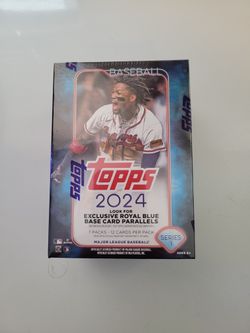 BASEBALL
topps
topps
2024
LOOK FOR
EXCLUSIVE ROYAL BLUE
BASE CARD PARALLELS
7 PACKS - 12 CARDS PER PACK
SERIES
1
MAJOR LEAGUE BASEBALL